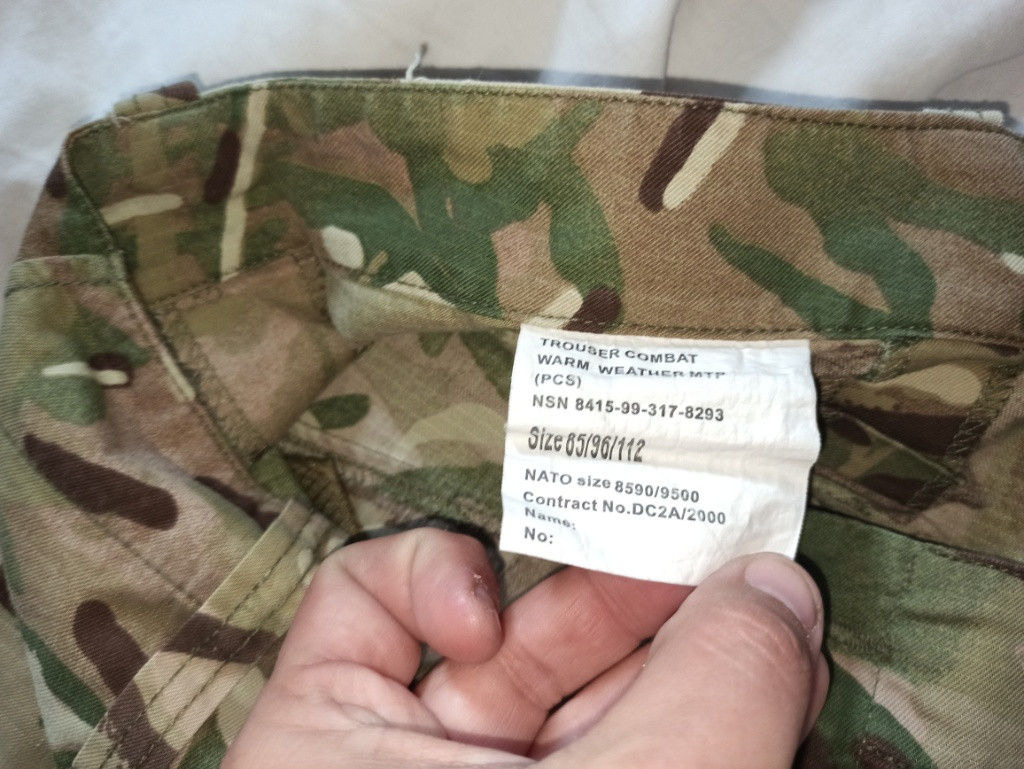 TROUSER COMBAT
WARM WEATHER MTP
(PCS)
NSN 8415-99-317-8293
Size 85/96/112
NATO size 8590/9500
Contract No.DC2A/2000
Name:
No: